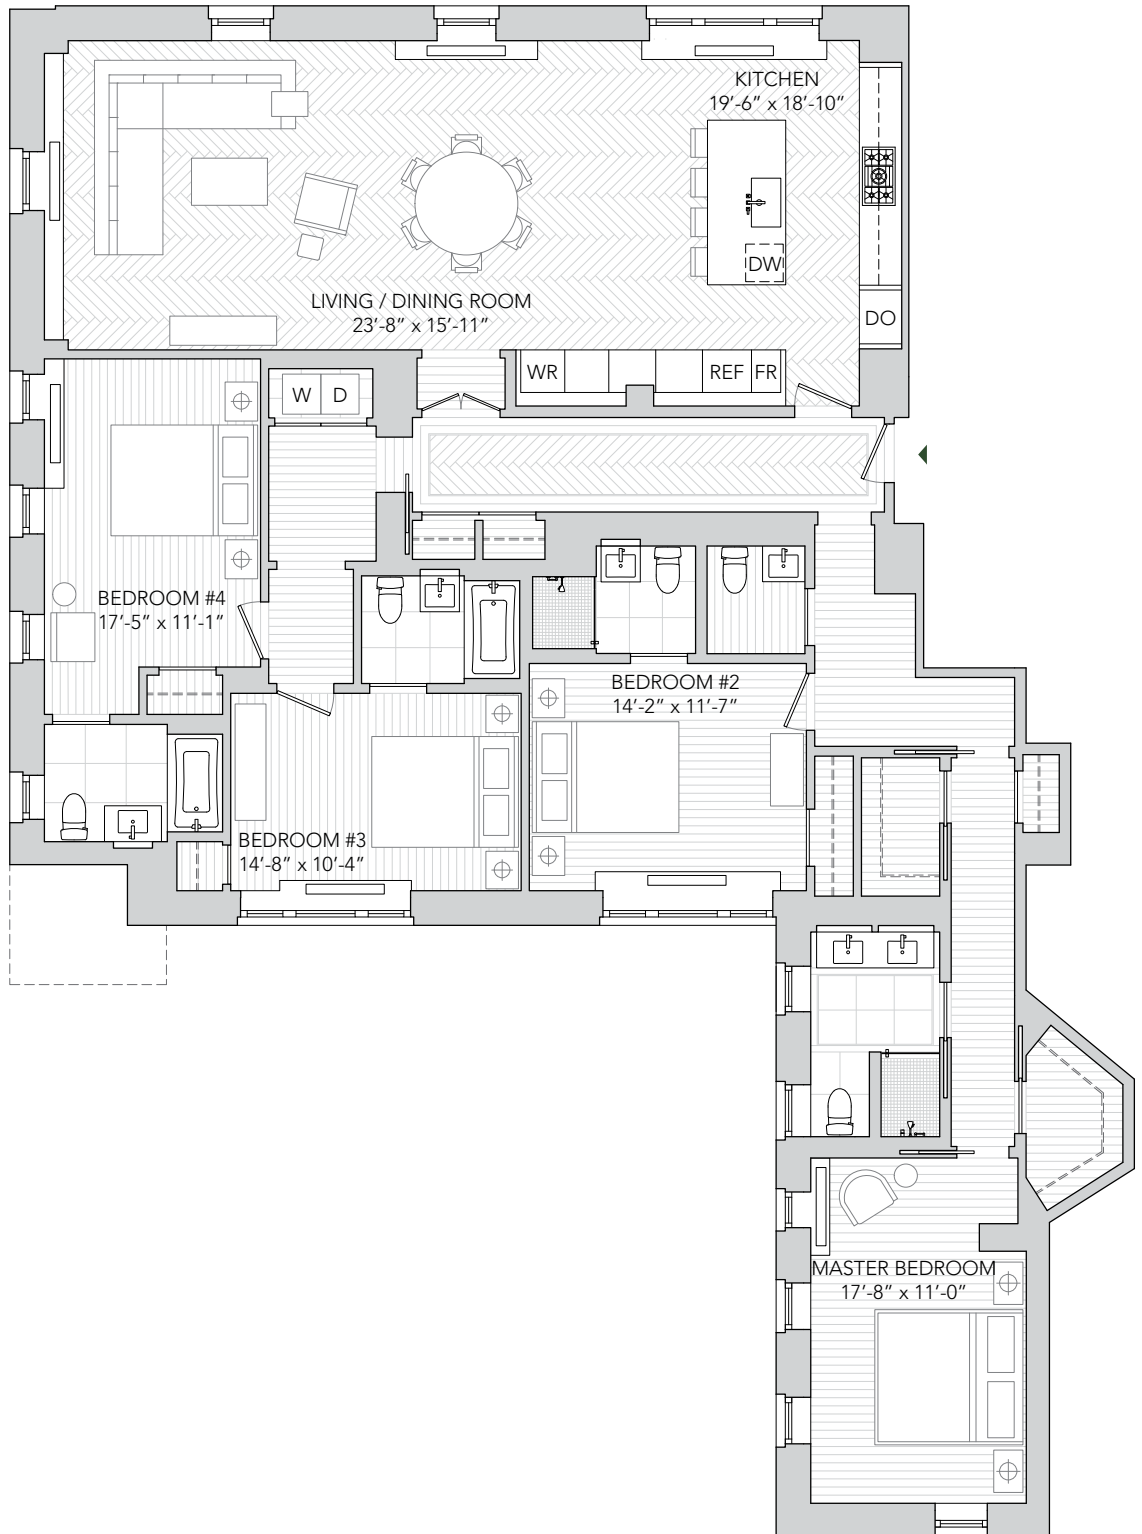 KITCHEN
19'-6” x 18'-10”
DW
LIVING / DINING ROOM
23'-8” x 15'-11”
DO
WR
REF
FR
W
D
BEDROOM #4
17'-5” x 11'-1”
BEDROOM #2
14'-2” x 11'-7”
BEDROOM #3
14'-8” x 10'-4”
MASTER BEDROOM
17'-8” x 11'-0”